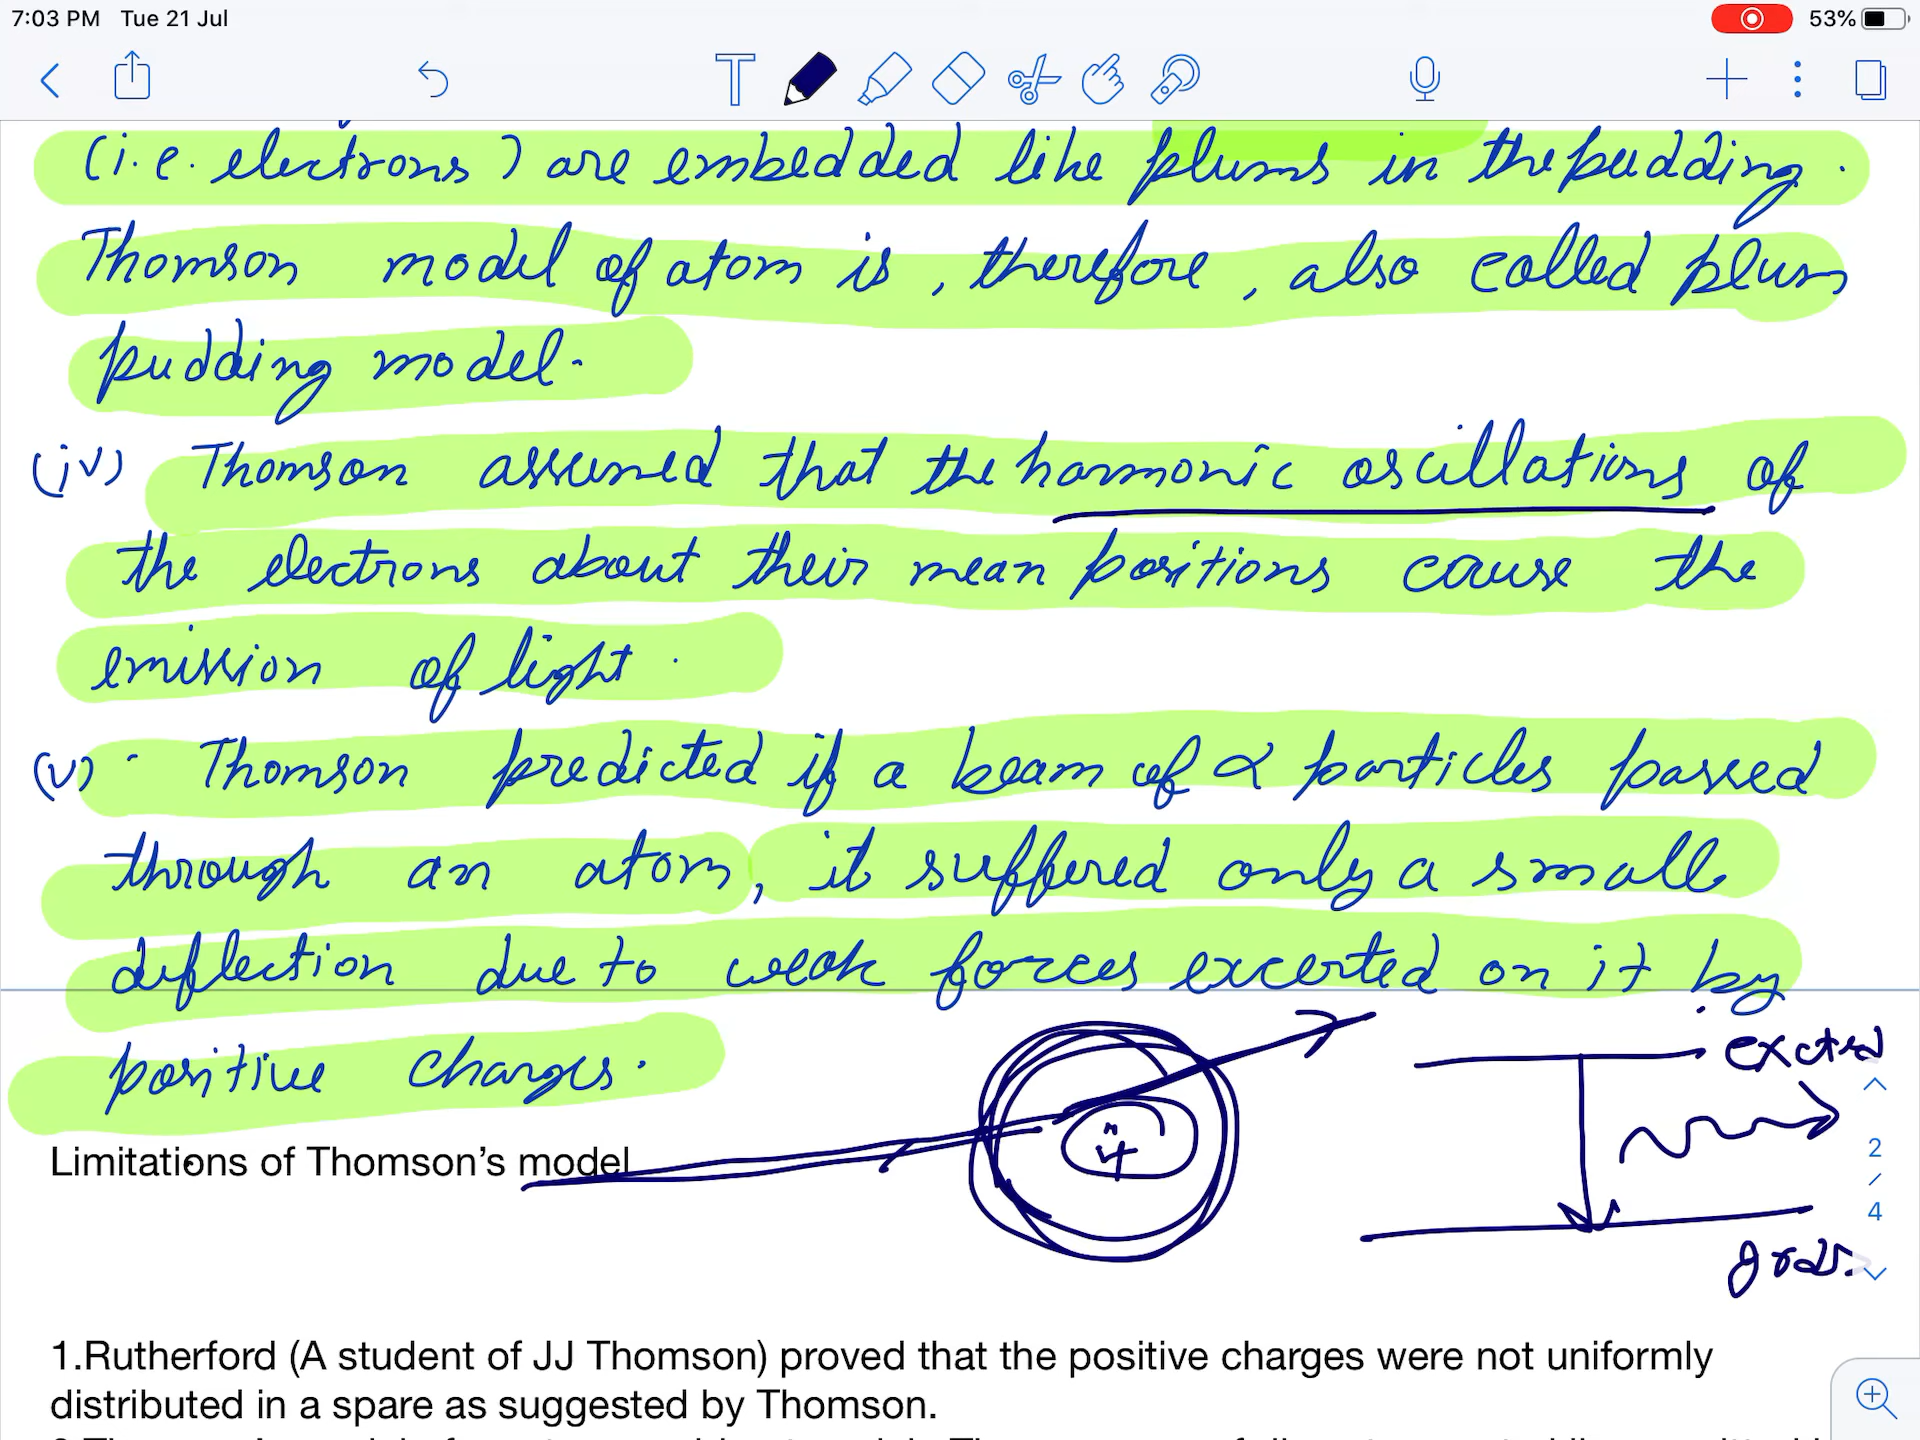 7:03 PM Tue 21 Jul
53%
T
(i.e. electrons) are embedded like plums in the pudding.
Thomson model of atom is, therefore, also called plum
pudding model.
(iv) Thomson assumed that the harmonic oscillations of
the electrons about their mean positions cause the
emission of light.
(v) Thomson predicted if a beam of α particles passed
through an atom, it suffered only a small
deflection due to weak forces excerted on it by
positive charges.
excted
2
/
4
Limitations of Thomson's model
1.Rutherford (A student of JJ Thomson) proved that the positive charges were not uniformly
distributed in a spare as suggested by Thomson.